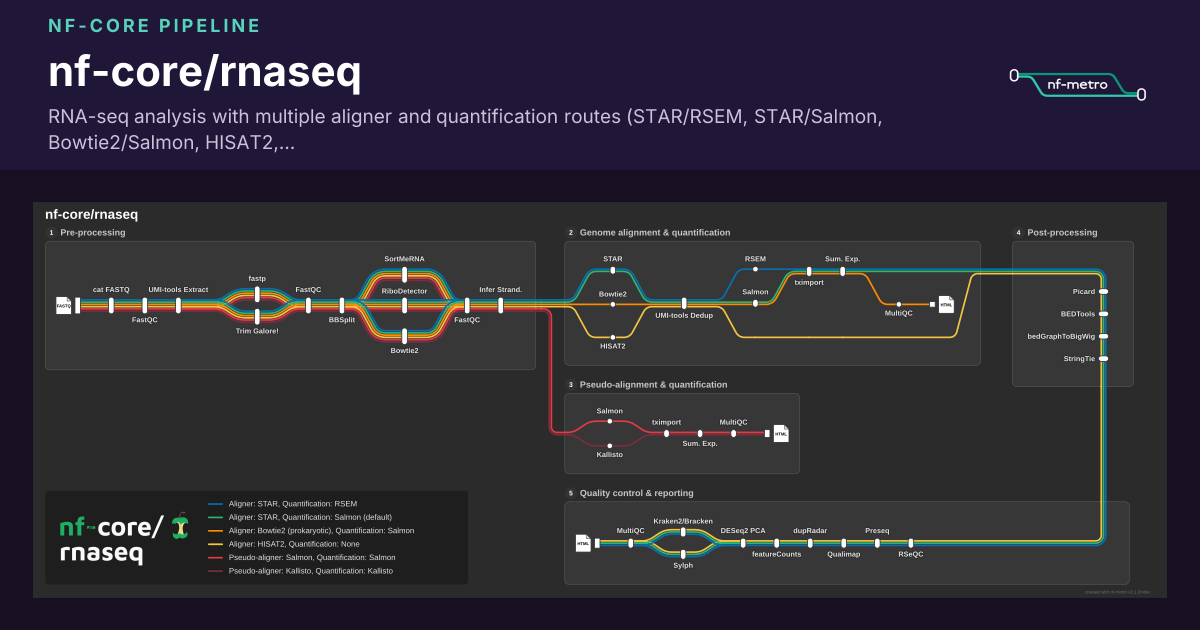 NF-CORE PIPELINE
nf-core/rnaseq
RNA-seq analysis with multiple aligner and quantification routes (STAR/RSEM, STAR/Salmon,
Bowtie2/Salmon, HISAT2,...
nf-metro
nf-core/rnaseq
1 Pre-processing
FASTQ
cat FASTQ
FastQC
UMI-tools Extract
fastp
Trim Galore!
FastQC
BBSplit
SortMeRNA
RiboDetector
Bowtie2
FastQC
Infer Strand.
2 Genome alignment & quantification
STAR
Bowtie2
HISAT2
UMI-tools Dedup
RSEM
Salmon
tximport
Sum. Exp.
MultiQC
HTML
3 Pseudo-alignment & quantification
Salmon
Kallisto
tximport
Sum. Exp.
MultiQC
HTML
4 Post-processing
Picard
BEDTools
bedGraphToBigWig
StringTie
5 Quality control & reporting
HTML
MultiQC
Kraken2/Bracken
Sylph
DESeq2 PCA
featureCounts
dupRadar
Qualimap
Preseq
RSeQC
nf-core/
rnaseq
Aligner: STAR, Quantification: RSEM
Aligner: STAR, Quantification: Salmon (default)
Aligner: Bowtie2 (prokaryotic), Quantification: Salmon
Aligner: HISAT2, Quantification: None
Pseudo-aligner: Salmon, Quantification: Salmon
Pseudo-aligner: Kallisto, Quantification: Kallisto